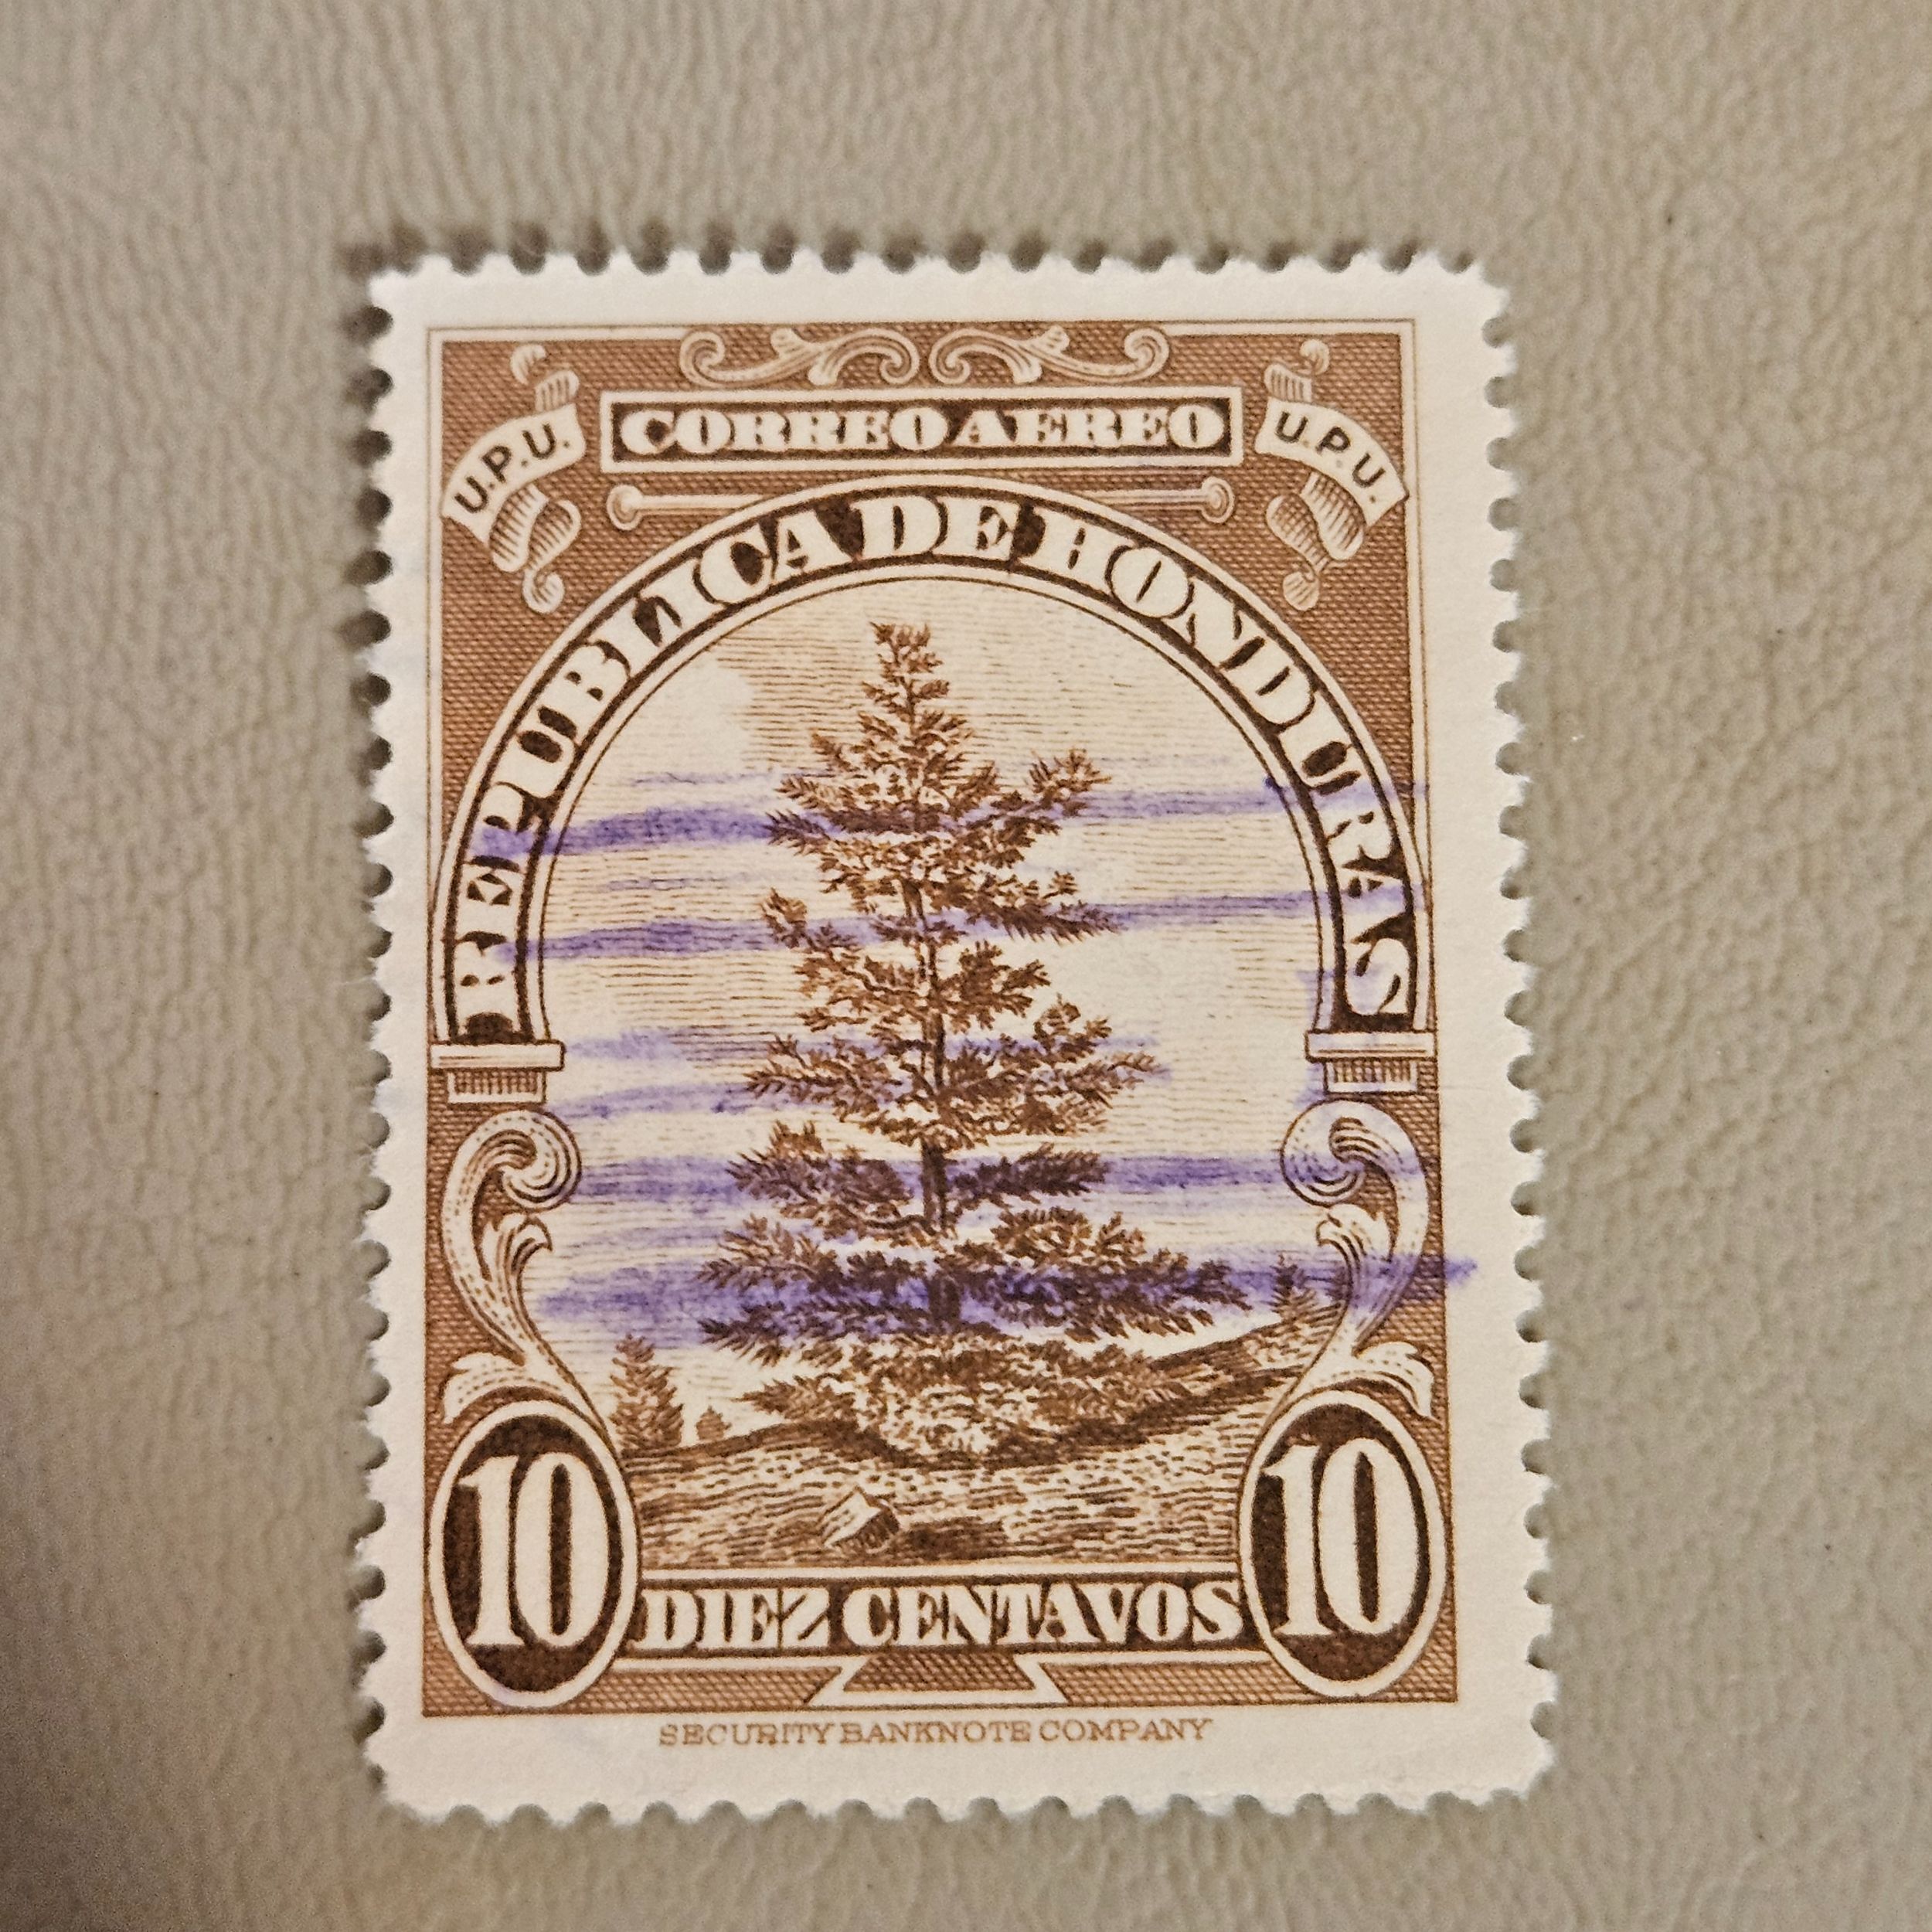 CORREO AEREO
U.P.U.
U.P.U.
REPUBLICA DE HONDURAS
10
10
DIEZ CENTAVOS
SECURITY BANKNOTE COMPANY